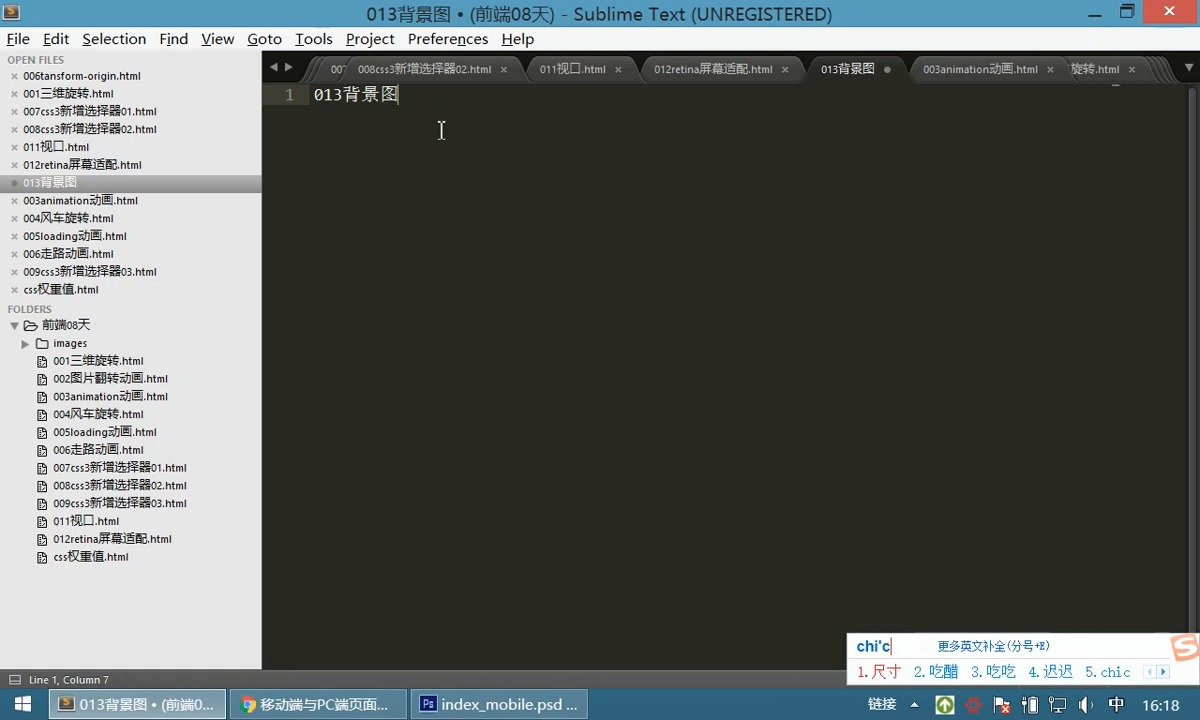 013背景图 • (前端08天) - Sublime Text (UNREGISTERED)
File Edit Selection Find View Goto Tools Project Preferences Help
OPEN FILES
006tansform-origin.html
001三维旋转.html
007css3新增选择器01.html
008css3新增选择器02.html
011视口.html
012retina屏幕适配.html
013背景图
003animation动画.html
004风车旋转.html
005loading动画.html
006走路动画.html
009css3新增选择器03.html
css权重值.html
FOLDERS
前端08天
images
001三维旋转.html
002图片翻转动画.html
003animation动画.html
004风车旋转.html
005loading动画.html
006走路动画.html
007css3新增选择器01.html
008css3新增选择器02.html
009css3新增选择器03.html
011视口.html
012retina屏幕适配.html
css权重值.html
007 008css3新增选择器02.html 011视口.html 012retina屏幕适配.html 013背景图 003animation动画.html 旋转.html
1 013背景图
chi'c 更多英文补全(分号+E)
1.尺寸 2.吃醋 3.吃吃 4.迟迟 5.chic
Line 1, Column 7
013背景图 • (前端0... 移动端与PC端页面... index_mobile.psd ... 链接 中 16:18